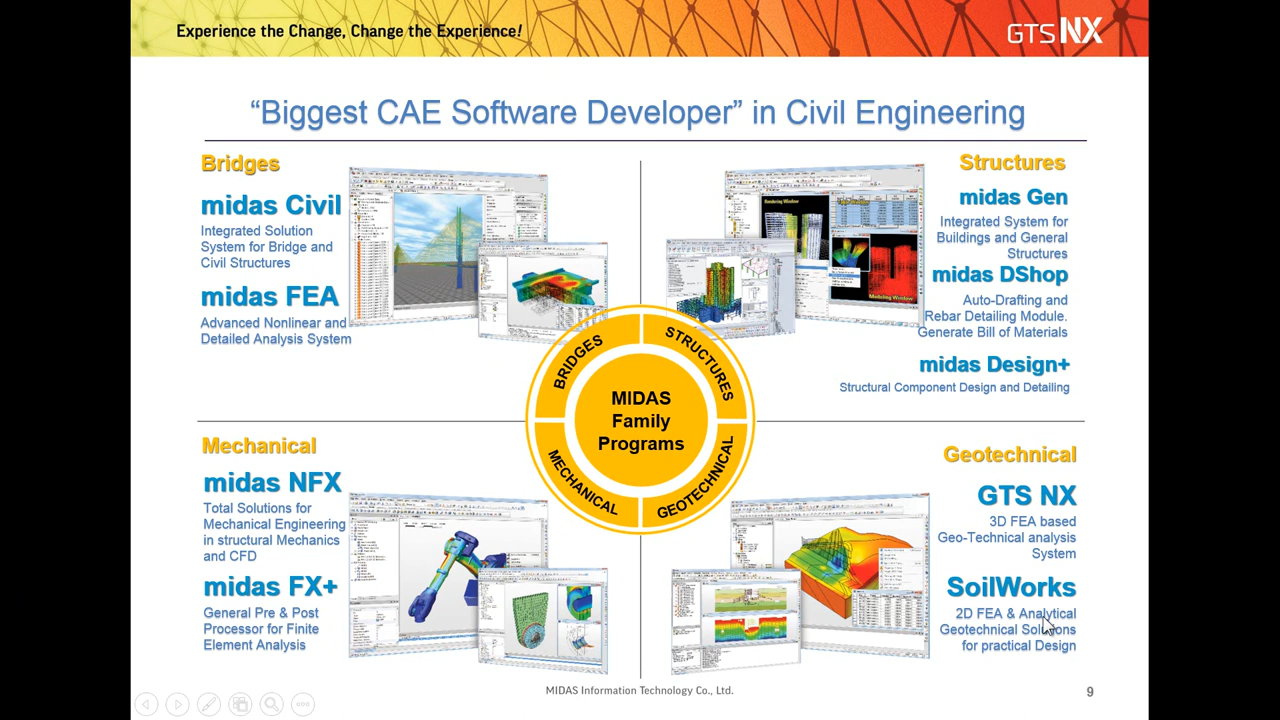 Experience the Change, Change the Experience!
GTSNX
“Biggest CAE Software Developer” in Civil Engineering
Bridges
midas Civil
Integrated Solution
System for Bridge and
Civil Structures
midas FEA
Advanced Nonlinear and
Detailed Analysis System
Structures
midas Gen
Integrated System for
Buildings and General
Structures
midas DShop
Auto-Drafting and
Rebar Detailing Module.
Generate Bill of Materials
midas Design+
Structural Component Design and Detailing
Rendering Window
Modeling Window
BRIDGES
STRUCTURES
MIDAS
Family
Programs
MECHANICAL
GEOTECHNICAL
Mechanical
midas NFX
Total Solutions for
Mechanical Engineering
in structural Mechanics
and CFD
midas FX+
General Pre & Post
Processor for Finite
Element Analysis
Geotechnical
GTS NX
3D FEA based
Geo-Technical analysis
System
SoilWorks
2D FEA & Analytical
Geotechnical Solutions
for practical Design
MIDAS Information Technology Co., Ltd.
9